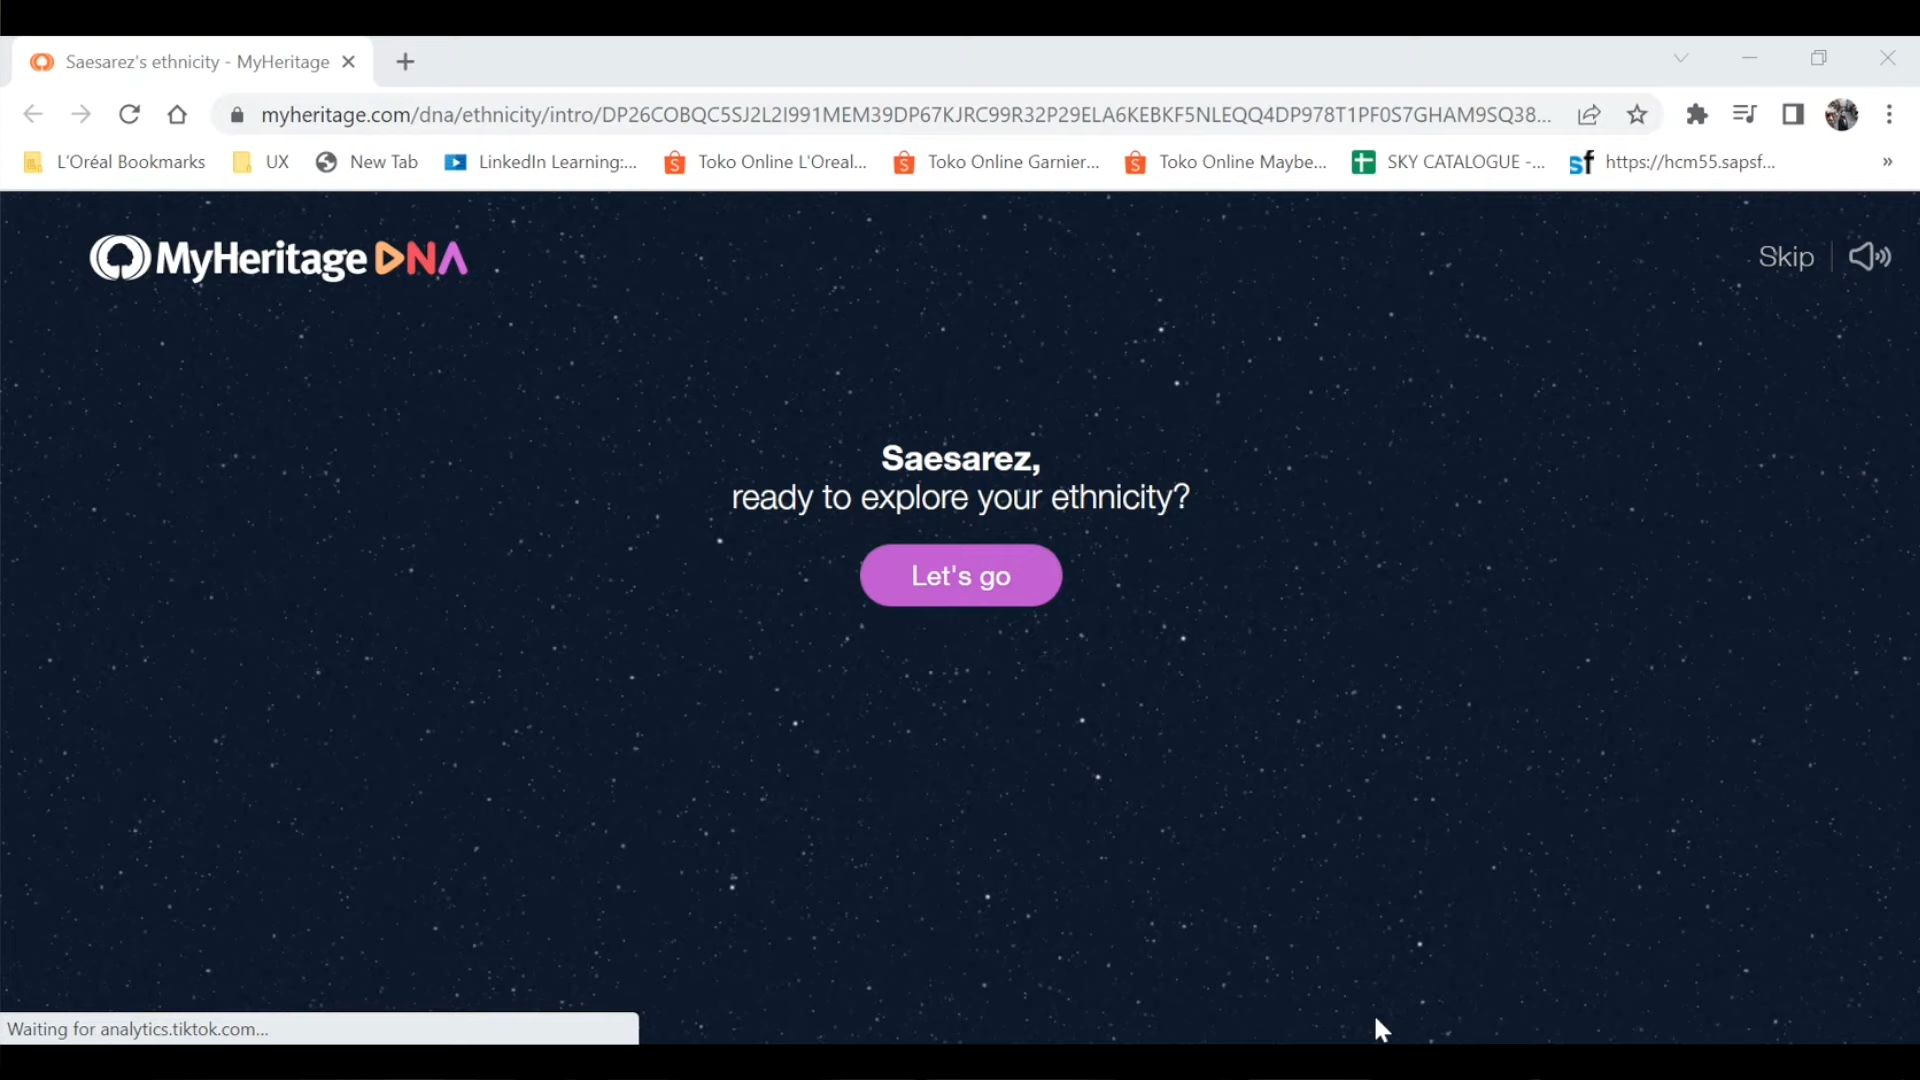 Saesarez's ethnicity - MyHeritage
myheritage.com/dna/ethnicity/intro/DP26COBQC5SJ2L2I991MEM39DP67KJRC99R32P29ELA6KEBKF5NLEQQ4DP978T1PF0S7GHAM9SQ38...
L'Oréal Bookmarks UX New Tab LinkedIn Learning:... Toko Online L'Oreal... Toko Online Garnier... Toko Online Maybe... SKY CATALOGUE -... https://hcm55.sapsf... »
MyHeritage DNA Skip
Saesarez,
ready to explore your ethnicity?
Let's go
Waiting for analytics.tiktok.com...